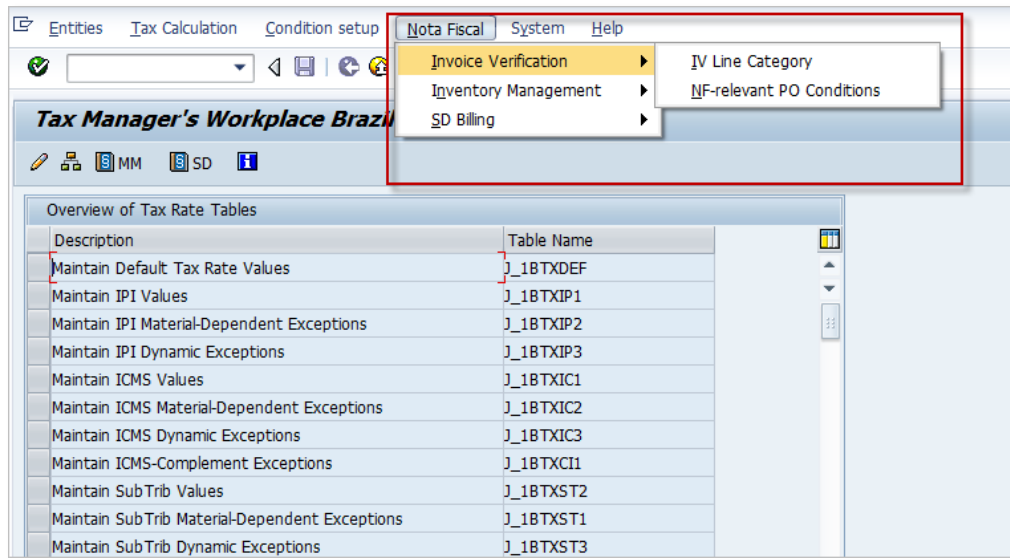 Entities Tax Calculation Condition setup Nota Fiscal System Help
Invoice Verification IV Line Category
Inventory Management NF-relevant PO Conditions
SD Billing
Tax Manager's Workplace Brazil
MM SD
Overview of Tax Rate Tables
Description Table Name
Maintain Default Tax Rate Values J_1BTXDEF
Maintain IPI Values J_1BTXIP1
Maintain IPI Material-Dependent Exceptions J_1BTXIP2
Maintain IPI Dynamic Exceptions J_1BTXIP3
Maintain ICMS Values J_1BTXIC1
Maintain ICMS Material-Dependent Exceptions J_1BTXIC2
Maintain ICMS Dynamic Exceptions J_1BTXIC3
Maintain ICMS-Complement Exceptions J_1BTXCI1
Maintain SubTrib Values J_1BTXST2
Maintain SubTrib Material-Dependent Exceptions J_1BTXST1
Maintain SubTrib Dynamic Exceptions J_1BTXST3